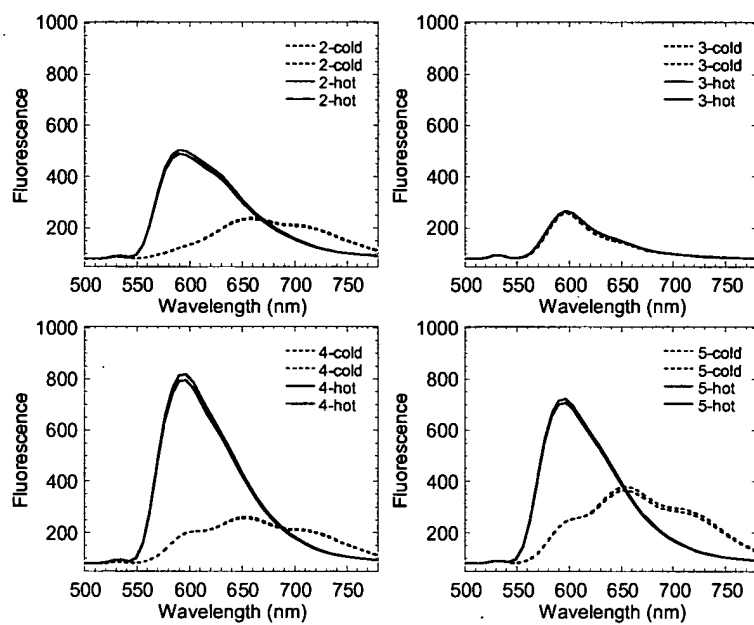 1000
800
600
400
200
Fluorescence
2-cold
2-cold
2-hot
2-hot
500 550 600 650 700 750
Wavelength (nm)
1000
800
600
400
200
Fluorescence
3-cold
3-cold
3-hot
3-hot
500 550 600 650 700 750
Wavelength (nm)
1000
800
600
400
200
Fluorescence
4-cold
4-cold
4-hot
4-hot
500 550 600 650 700 750
Wavelength (nm)
1000
800
600
400
200
Fluorescence
5-cold
5-cold
5-hot
5-hot
500 550 600 650 700 750
Wavelength (nm)